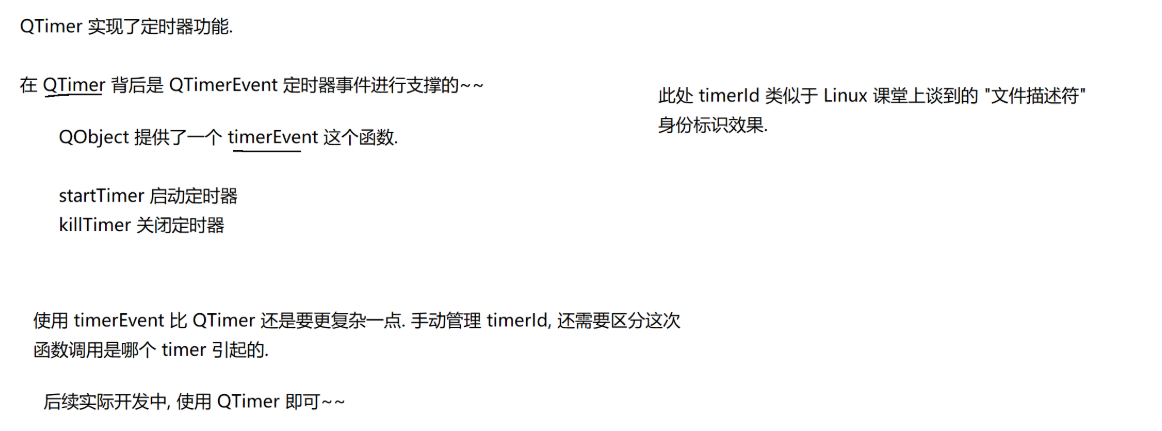 QTimer 实现了定时器功能.
在 QTimer 背后是 QTimerEvent 定时器事件进行支撑的~~
QObject 提供了一个 timerEvent 这个函数.
startTimer 启动定时器
killTimer 关闭定时器
此处 timerId 类似于 Linux 课堂上谈到的 "文件描述符"
身份标识效果.
使用 timerEvent 比 QTimer 还是要更复杂一点. 手动管理 timerId, 还需要区分这次
函数调用是哪个 timer 引起的.
后续实际开发中, 使用 QTimer 即可~~